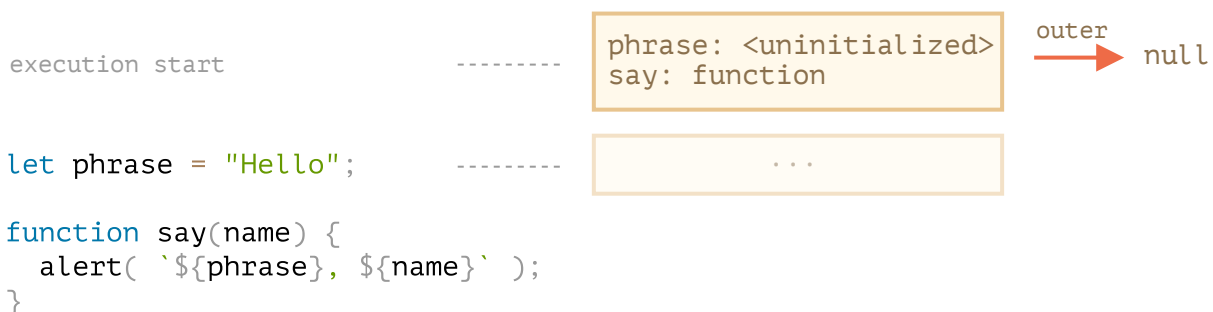 outer
phrase: <uninitialized>
execution start ---------
null
say: function
let phrase = "Hello"; ---------
...
function say(name) {
  alert( `${phrase}, ${name}` );
}